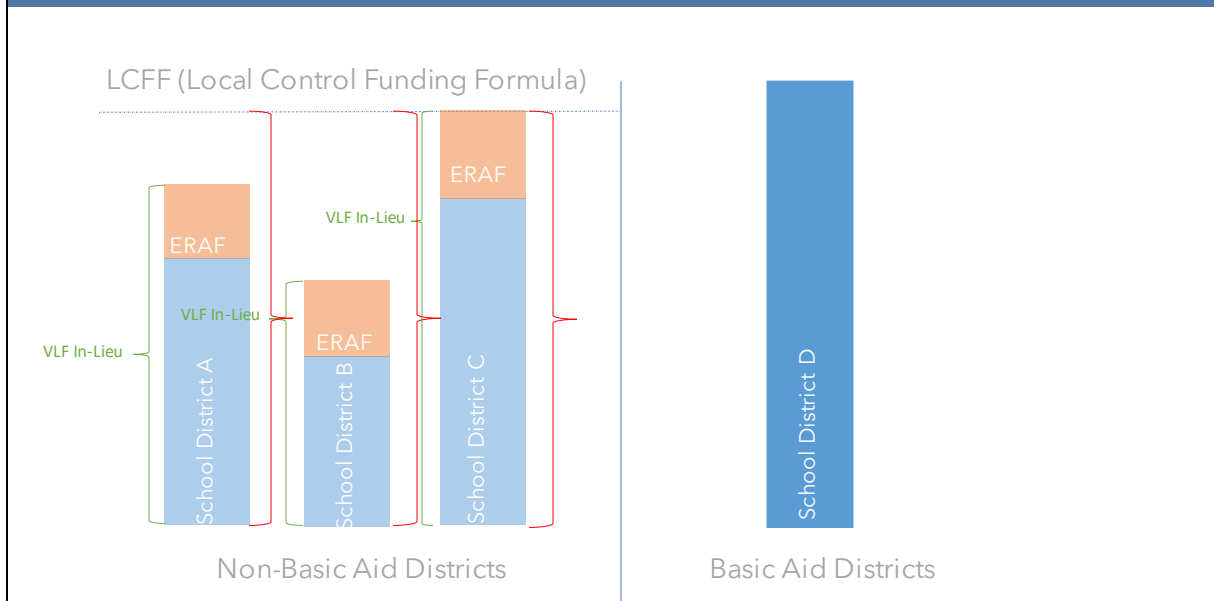 LCFF (Local Control Funding Formula)
ERAF
VLF In-Lieu
ERAF
VLF In-Lieu
ERAF
VLF In-Lieu
School District A
School District B
School District C
School District D
Non-Basic Aid Districts
Basic Aid Districts